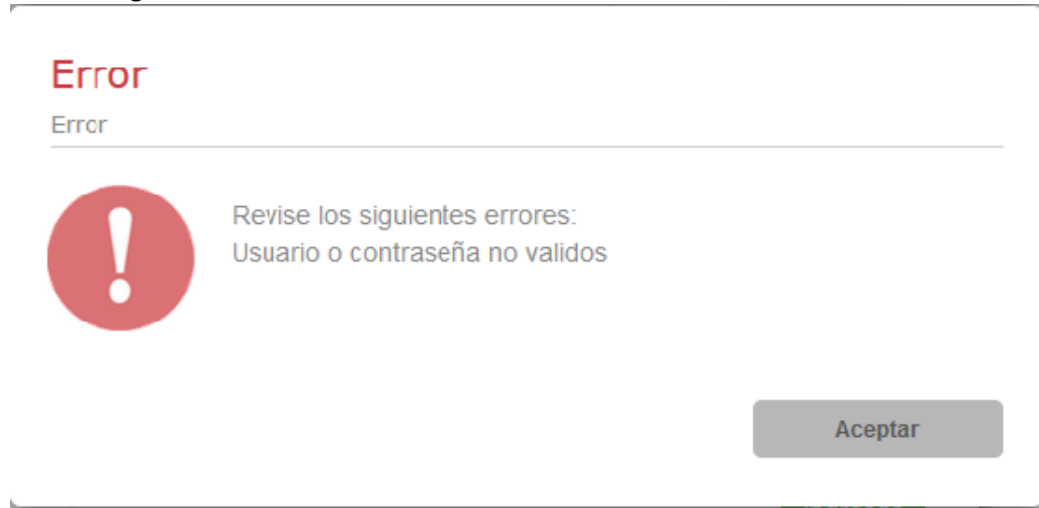 Error
Error
Revise los siguientes errores:
Usuario o contraseña no validos
Aceptar